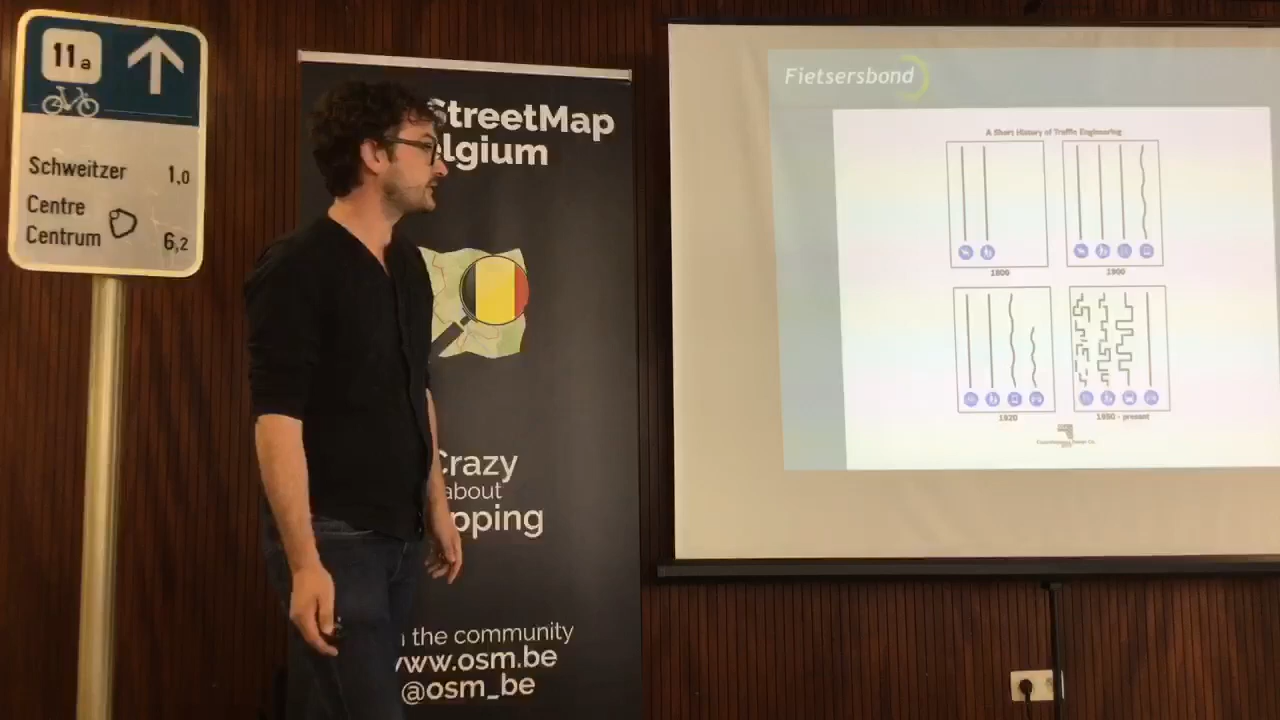 11a
Schweitzer 1,0
Centre
Centrum 6,2
StreetMap
elgium
Crazy
about
pping
the community
www.osm.be
@osm_be
Fietsersbond
A Short History of Traffic Engineering
1800
1900
1920
1950 - present